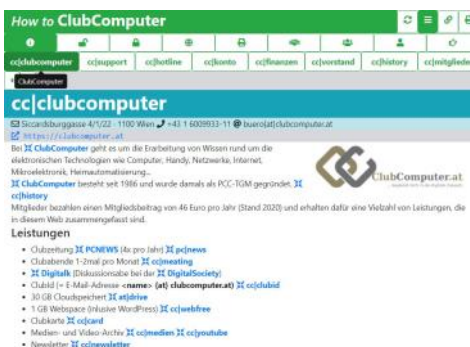 How to ClubComputer
cc|clubcomputer cc|support cc|hotline cc|konto cc|finanzen cc|vorstand cc|history cc|mitglieder
ClubComputer
cc|clubcomputer
Siccardsburggasse 4/1/22 - 1100 Wien +43 1 6009933-11 buero(at)clubcomputer.at
https://clubcomputer.at
Bei ClubComputer geht es um die Erarbeitung von Wissen rund um die
elektronischen Technologien wie Computer, Handy, Netzwerke, Internet,
Mikroelektronik, Heimautomatisierung...
ClubComputer besteht seit 1986 und wurde damals als PCC-TGM gegründet.
cc|history
ClubComputer.at
Mitglieder bezahlen einen Mitgliedsbeitrag von 46 Euro pro Jahr (Stand 2020) und erhalten dafür eine Vielzahl von Leistungen, die
in diesem Web zusammengefasst sind.
Leistungen
Clubzeitung PCNEWS (4x pro Jahr) pc|news
Clubabende 1-2mal pro Monat cc|meating
Digitalk (Diskussionsabe bei der DigitalSociety)
ClubId (= E-Mail-Adresse <name> (at) clubcomputer.at) cc|clubid
30 GB Cloudspeicher at|drive
1 GB Webspace (inlusive WordPress) cc|webfree
Clubkarte cc|card
Medien- und Video-Archiv cc|medien cc|youtube
Newsletter cc|newsletter